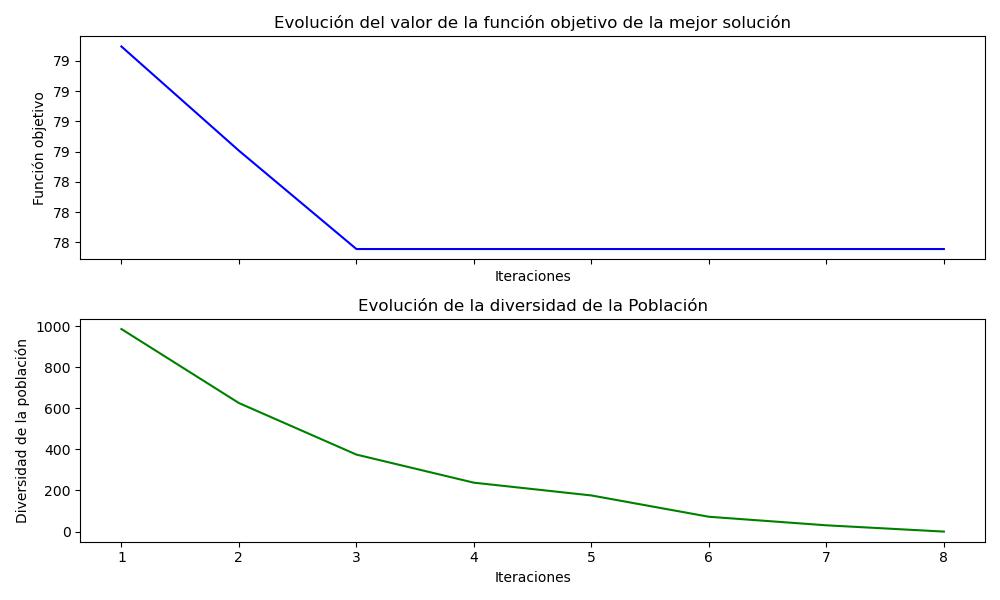 Evolución del valor de la función objetivo de la mejor solución
Función objetivo
79
79
79
79
78
78
78
Iteraciones
Evolución de la diversidad de la Población
Diversidad de la población
1000
800
600
400
200
0
1 2 3 4 5 6 7 8
Iteraciones